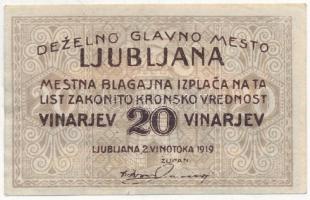 DEŽELNO GLAVNO MESTO
LJUBLJANA
MESTNA BLAGAJNA IZPLAČA NA TA
LIST ZAKONITO KRONSKO VREDNOST
VINARJEV 20 VINARJEV
LJUBLJANA 2. VINOTOKA 1919
ŽUPAN